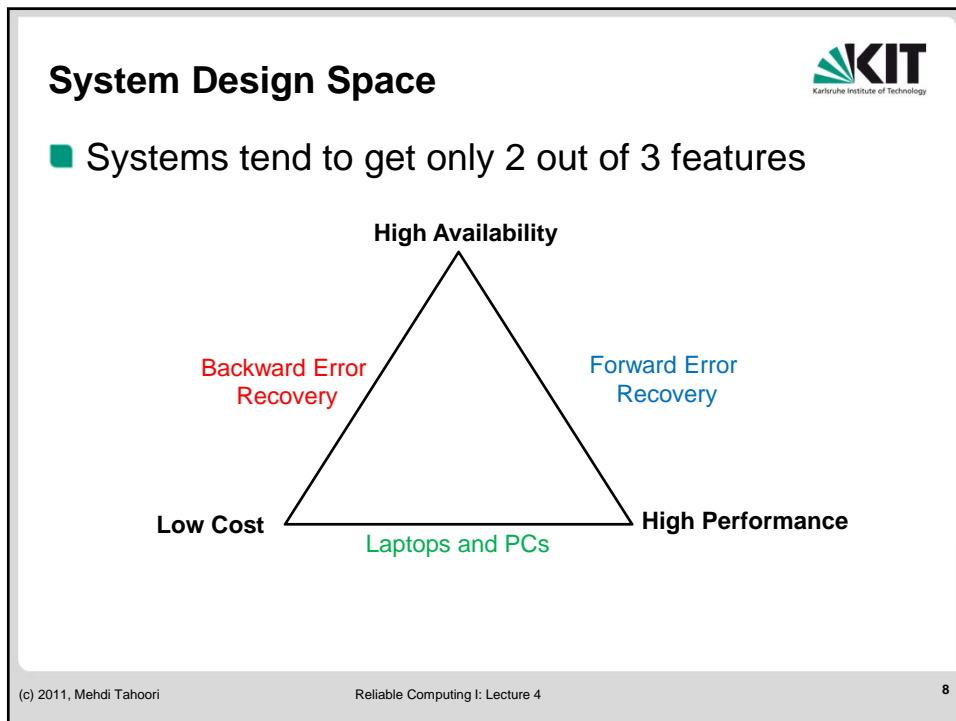 System Design Space
KIT
Karlsruhe Institute of Technology
Systems tend to get only 2 out of 3 features
High Availability
Backward Error
Recovery
Forward Error
Recovery
Low Cost
High Performance
Laptops and PCs
(c) 2011, Mehdi Tahoori
Reliable Computing I: Lecture 4
8